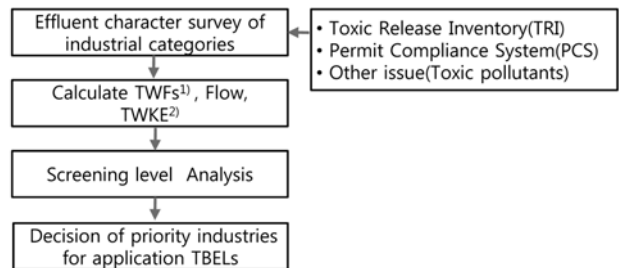 Effluent character survey of
industrial categories
• Toxic Release Inventory(TRI)
• Permit Compliance System(PCS)
• Other issue(Toxic pollutants)
Calculate TWFs1) , Flow,
TWKE2)
Screening level Analysis
Decision of priority industries
for application TBELs